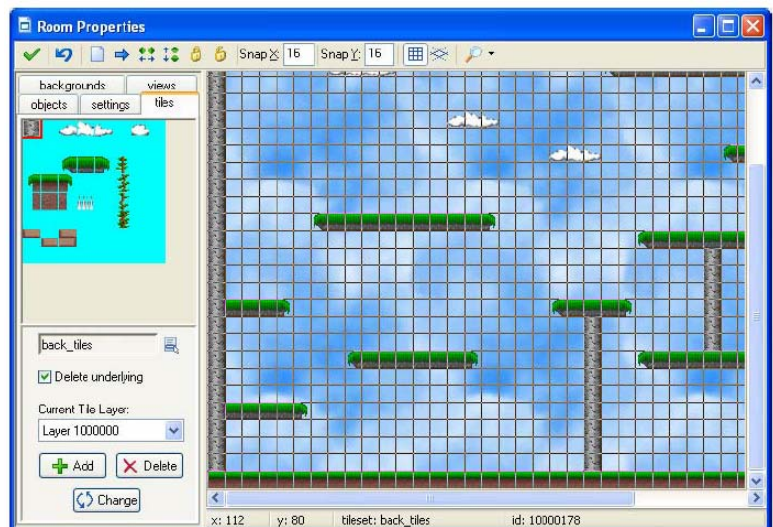 Room Properties
Snap X: 16 Snap Y: 16
backgrounds views
objects settings tiles
back_tiles
Delete underlying
Current Tile Layer:
Layer 1000000
Add Delete
Change
x: 112 y: 80 tileset: back_tiles id: 10000178